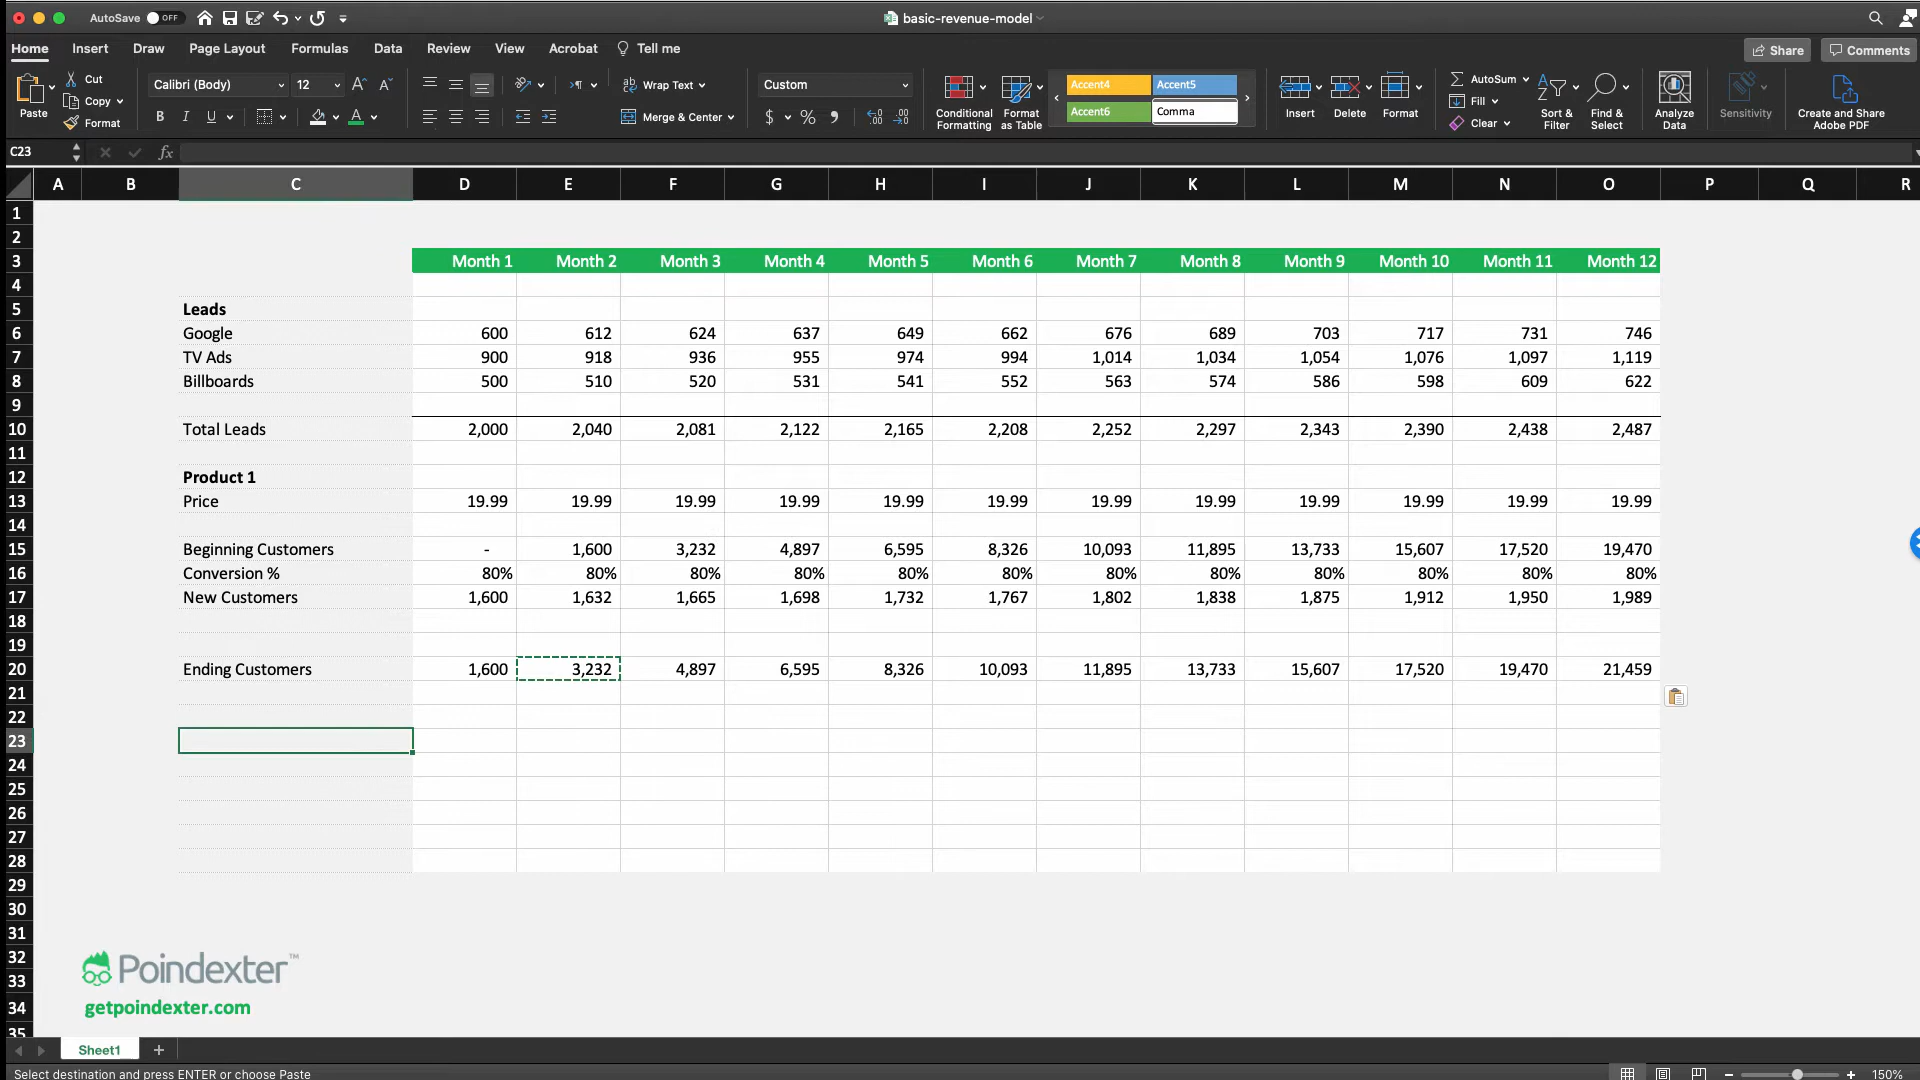 AutoSave OFF basic-revenue-model
Home Insert Draw Page Layout Formulas Data Review View Acrobat Tell me Share Comments
Paste Cut Copy Format
Calibri (Body) 12
B I U A
Wrap Text
Merge & Center
Custom
$ %
Conditional Formatting
Format as Table
Accent4 Accent5
Accent6 Comma
Insert Delete Format
AutoSum
Fill
Clear
Sort & Filter
Find & Select
Analyze Data
Sensitivity
Create and Share Adobe PDF
C23 fx
A B C D E F G H I J K L M N O P Q R
1
2
3 Month 1 Month 2 Month 3 Month 4 Month 5 Month 6 Month 7 Month 8 Month 9 Month 10 Month 11 Month 12
4
5 Leads
6 Google 600 612 624 637 649 662 676 689 703 717 731 746
7 TV Ads 900 918 936 955 974 994 1,014 1,034 1,054 1,076 1,097 1,119
8 Billboards 500 510 520 531 541 552 563 574 586 598 609 622
9
10 Total Leads 2,000 2,040 2,081 2,122 2,165 2,208 2,252 2,297 2,343 2,390 2,438 2,487
11
12 Product 1
13 Price 19.99 19.99 19.99 19.99 19.99 19.99 19.99 19.99 19.99 19.99 19.99 19.99
14
15 Beginning Customers - 1,600 3,232 4,897 6,595 8,326 10,093 11,895 13,733 15,607 17,520 19,470
16 Conversion % 80% 80% 80% 80% 80% 80% 80% 80% 80% 80% 80% 80%
17 New Customers 1,600 1,632 1,665 1,698 1,732 1,767 1,802 1,838 1,875 1,912 1,950 1,989
18
19
20 Ending Customers 1,600 3,232 4,897 6,595 8,326 10,093 11,895 13,733 15,607 17,520 19,470 21,459
21
22
23
24
25
26
27
28
29
30
31
32
33
34
35
Poindexter™
getpoindexter.com
Sheet1 +
Select destination and press ENTER or choose Paste 150%